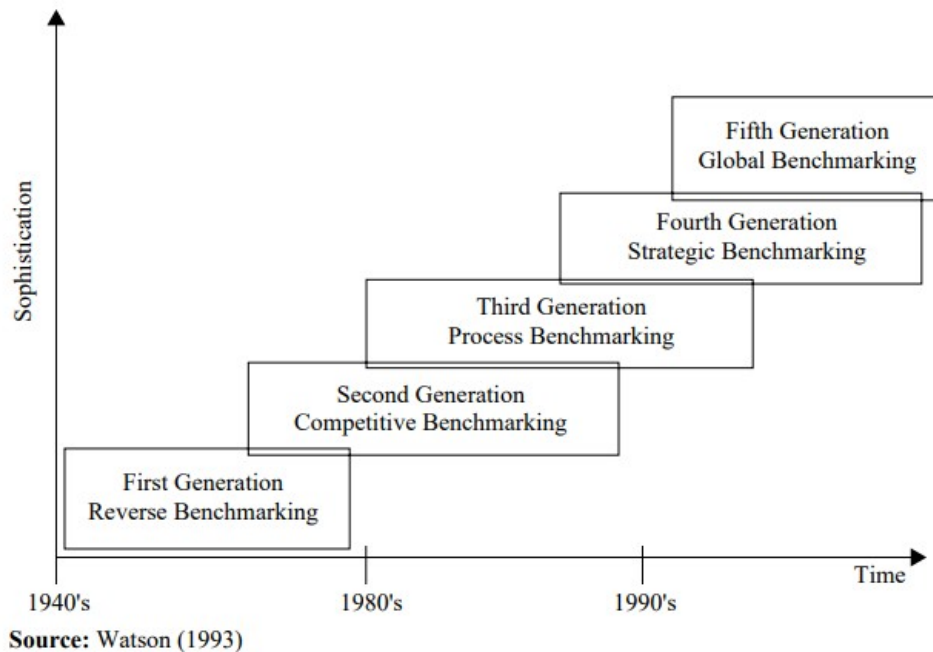 Sophistication
Fifth Generation
Global Benchmarking
Fourth Generation
Strategic Benchmarking
Third Generation
Process Benchmarking
Second Generation
Competitive Benchmarking
First Generation
Reverse Benchmarking
Time
1940's
1980's
1990's
Source: Watson (1993)